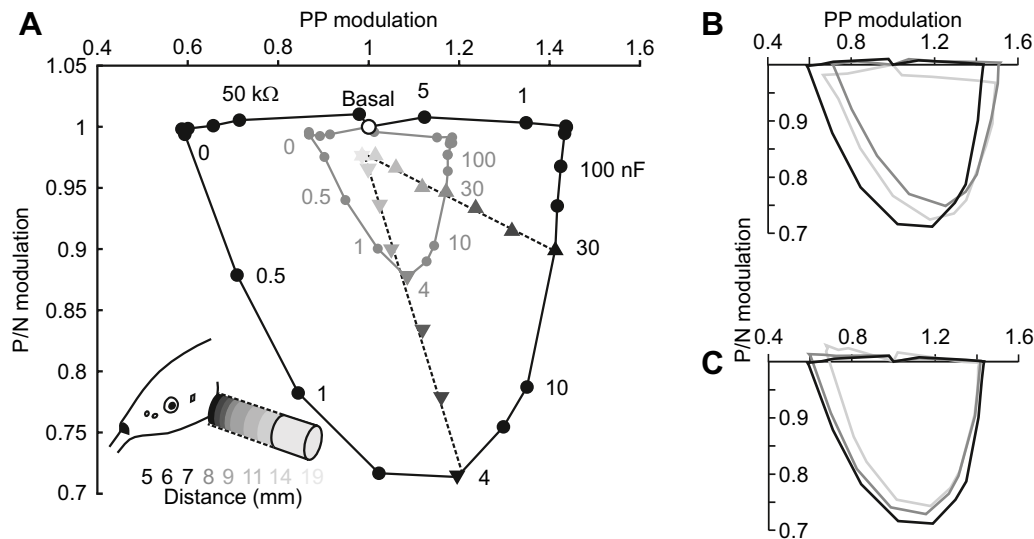 A
PP modulation
0.4 0.6 0.8 1 1.2 1.4 1.6
P/N modulation
1.05
1
0.95
0.9
0.85
0.8
0.75
0.7
50 kΩ
Basal
5
1
0
0
100
100 nF
0.5
30
30
1
10
4
0.5
1
10
4
5 6 7 8 9 11 14 19
Distance (mm)
B
PP modulation
0.4 0.8 1.2 1.6
0.9
0.8
0.7
P/N modulation
C
0.4 0.8 1.2 1.6
0.9
0.8
0.7